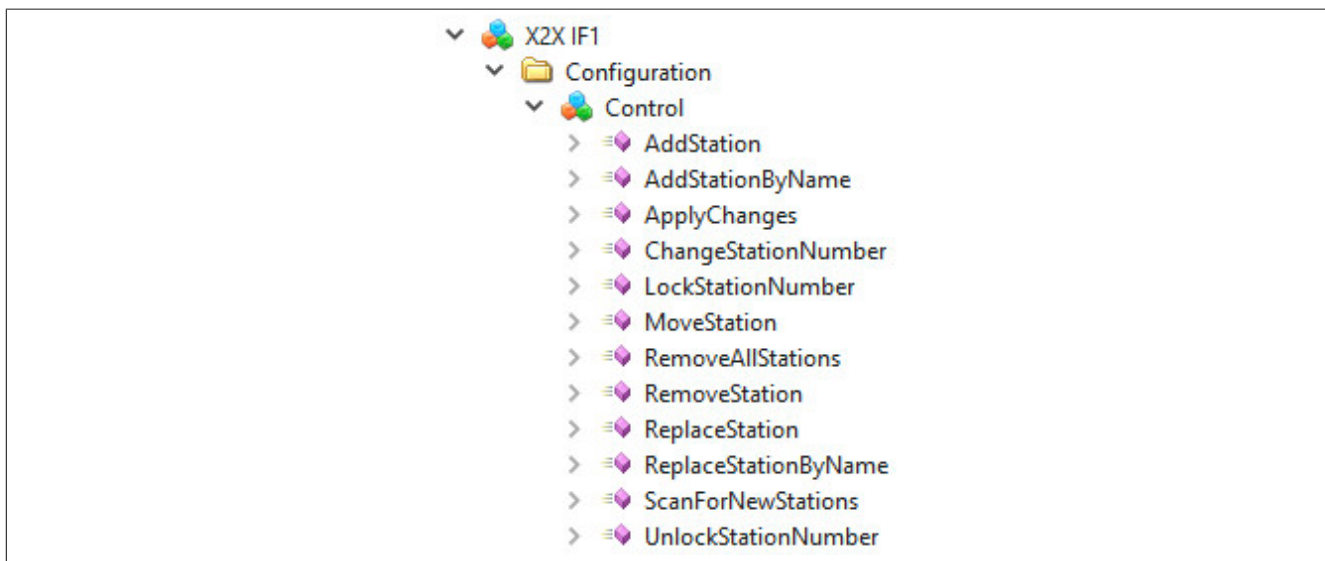 X2X IF1
Configuration
Control
AddStation
AddStationByName
ApplyChanges
ChangeStationNumber
LockStationNumber
MoveStation
RemoveAllStations
RemoveStation
ReplaceStation
ReplaceStationByName
ScanForNewStations
UnlockStationNumber